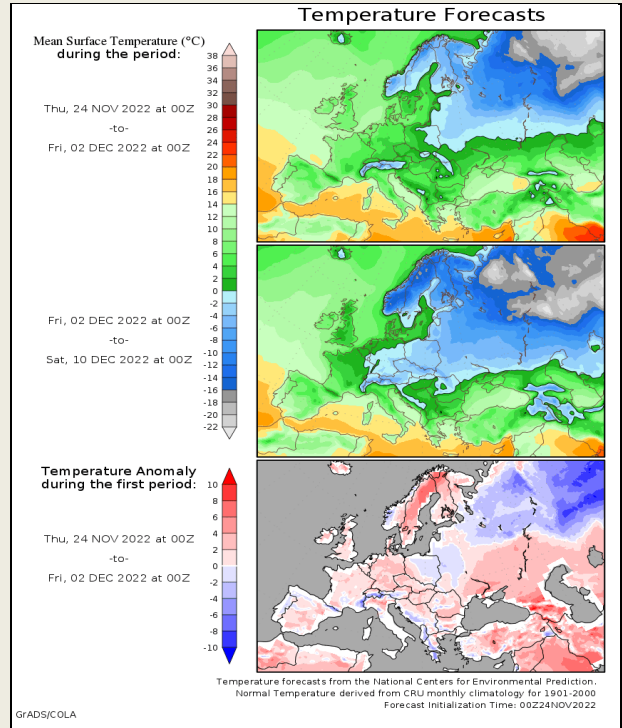 Temperature Forecasts
Mean Surface Temperature (°C)
during the period:
Thu, 24 NOV 2022 at 00Z
-to-
Fri, 02 DEC 2022 at 00Z
38
36
34
32
30
28
26
24
22
20
18
16
14
12
10
8
6
4
2
0
-2
-4
-6
-8
-10
-12
-14
-16
-18
-20
-22
Fri, 02 DEC 2022 at 00Z
-to-
Sat, 10 DEC 2022 at 00Z
Temperature Anomaly
during the first period:
Thu, 24 NOV 2022 at 00Z
-to-
Fri, 02 DEC 2022 at 00Z
10
8
6
4
2
0
-2
-4
-6
-8
-10
Temperature forecasts from the National Centers for Environmental Prediction.
Normal Temperature derived from CRU monthly climatology for 1901-2000
Forecast Initialization Time: 00Z24NOV2022
GrADS/COLA